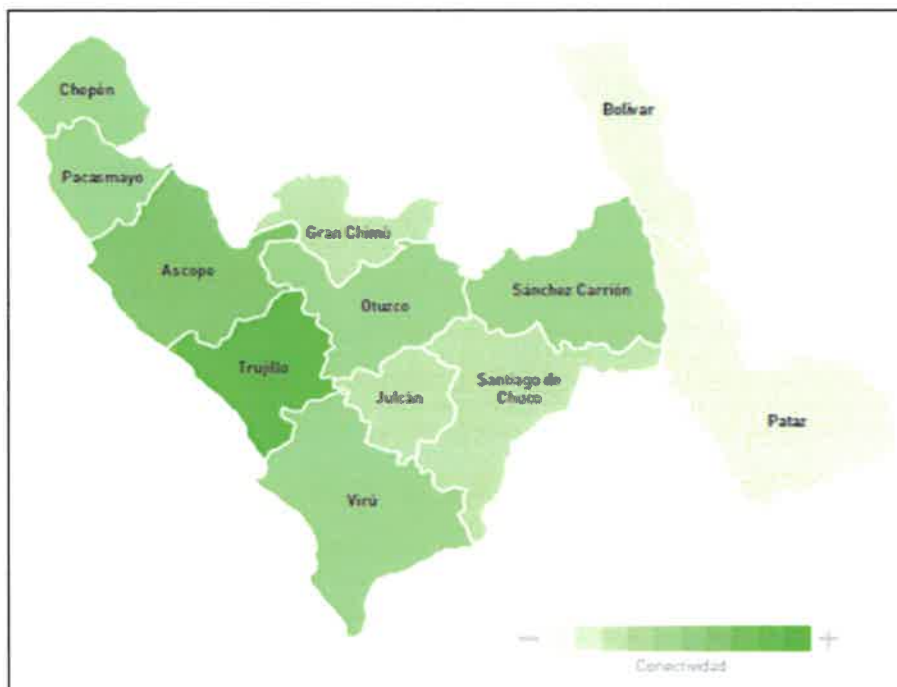 Chepén
Bolívar
Pacasmayo
Gran Chimú
Ascope
Otuzco
Sánchez Carrión
Trujillo
Julcán
Santiago de
Chuco
Pataz
Virú
− +
Conectividad